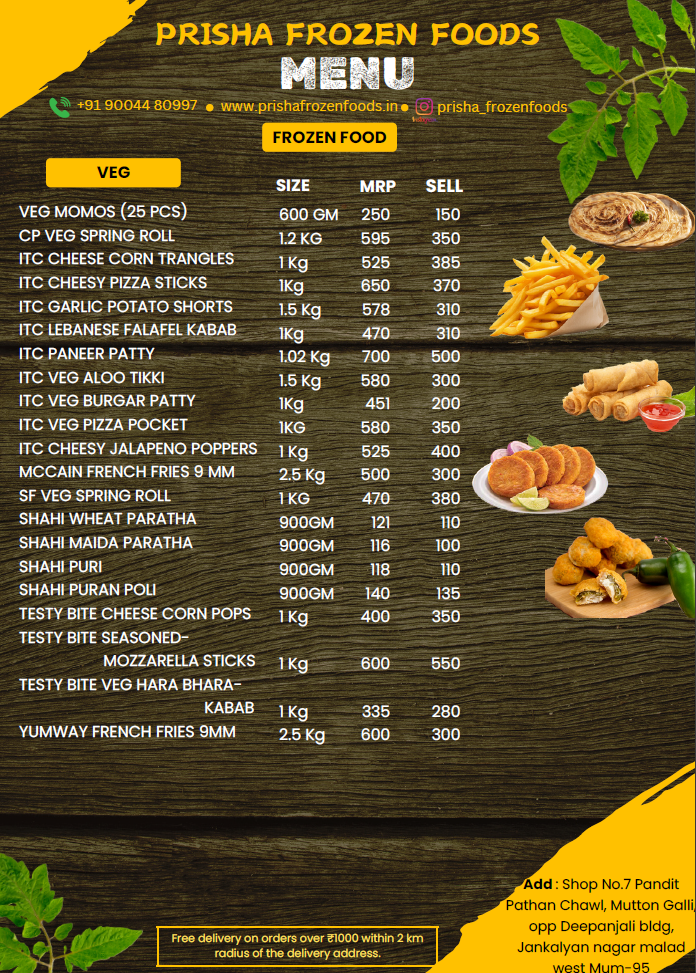 PRISHA FROZEN FOODS
MENU
+91 90044 80997 ● www.prishafrozenfoods.in ● prisha_frozenfoods
FROZEN FOOD
VEG
SIZE MRP SELL
VEG MOMOS (25 PCS) 600 GM 250 150
CP VEG SPRING ROLL 1.2 KG 595 350
ITC CHEESE CORN TRANGLES 1 Kg 525 385
ITC CHEESY PIZZA STICKS 1Kg 650 370
ITC GARLIC POTATO SHORTS 1.5 Kg 578 310
ITC LEBANESE FALAFEL KABAB 1Kg 470 310
ITC PANEER PATTY 1.02 Kg 700 500
ITC VEG ALOO TIKKI 1.5 Kg 580 300
ITC VEG BURGAR PATTY 1Kg 451 200
ITC VEG PIZZA POCKET 1KG 580 350
ITC CHEESY JALAPENO POPPERS 1 Kg 525 400
MCCAIN FRENCH FRIES 9 MM 2.5 Kg 500 300
SF VEG SPRING ROLL 1 KG 470 380
SHAHI WHEAT PARATHA 900GM 121 110
SHAHI MAIDA PARATHA 900GM 116 100
SHAHI PURI 900GM 118 110
SHAHI PURAN POLI 900GM 140 135
TESTY BITE CHEESE CORN POPS 1 Kg 400 350
TESTY BITE SEASONED-
MOZZARELLA STICKS 1 Kg 600 550
TESTY BITE VEG HARA BHARA-
KABAB 1 Kg 335 280
YUMWAY FRENCH FRIES 9MM 2.5 Kg 600 300
Add : Shop No.7 Pandit
Pathan Chawl, Mutton Galli,
opp Deepanjali bldg,
Jankalyan nagar malad
west Mum-95
Free delivery on orders over ₹1000 within 2 km
radius of the delivery address.